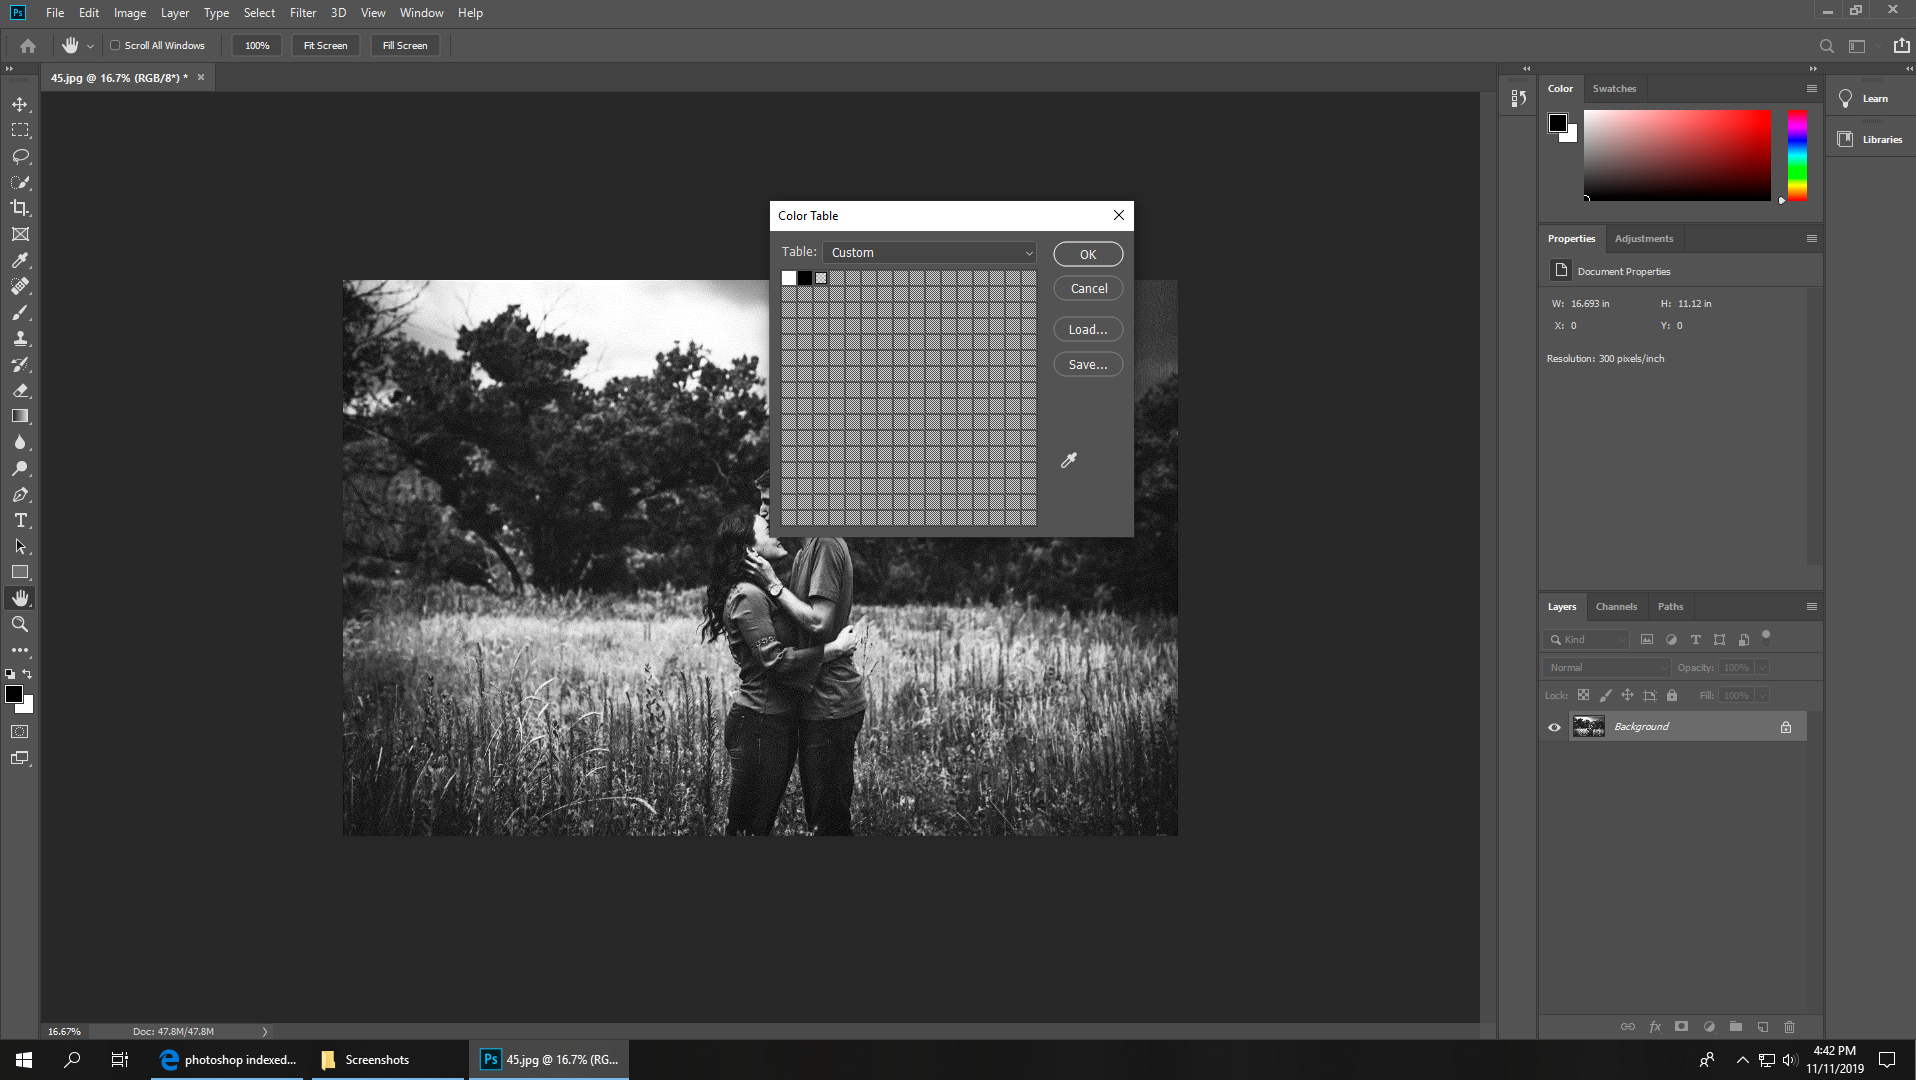 Ps File Edit Image Layer Type Select Filter 3D View Window Help
Scroll All Windows 100% Fit Screen Fill Screen
45.jpg @ 16.7% (RGB/8*) *
Color Table
Table: Custom
OK
Cancel
Load...
Save...
Color Swatches
Learn
Libraries
Properties Adjustments
Document Properties
W: 16.693 in H: 11.12 in
X: 0 Y: 0
Resolution: 300 pixels/inch
Layers Channels Paths
Kind
Normal Opacity: 100%
Lock: Fill: 100%
Background
fx
16.67% Doc: 47.8M/47.8M
photoshop indexed... Screenshots Ps 45.jpg @ 16.7% (RG...
4:42 PM
11/11/2019